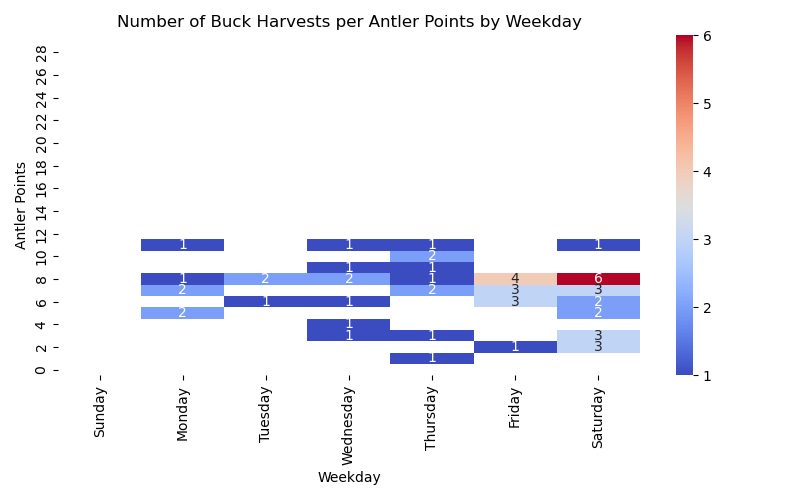 Number of Buck Harvests per Antler Points by Weekday
Antler Points
28
26
24
22
20
18
16
14
12
10
8
6
4
2
0
1 1 1 1
2
1 1
1 2 2 1 4 6
2 2 3 3
1 1 3 2
2 2
1
1 1 3
1 3
1
Sunday
Monday
Tuesday
Wednesday
Thursday
Friday
Saturday
Weekday
6
5
4
3
2
1